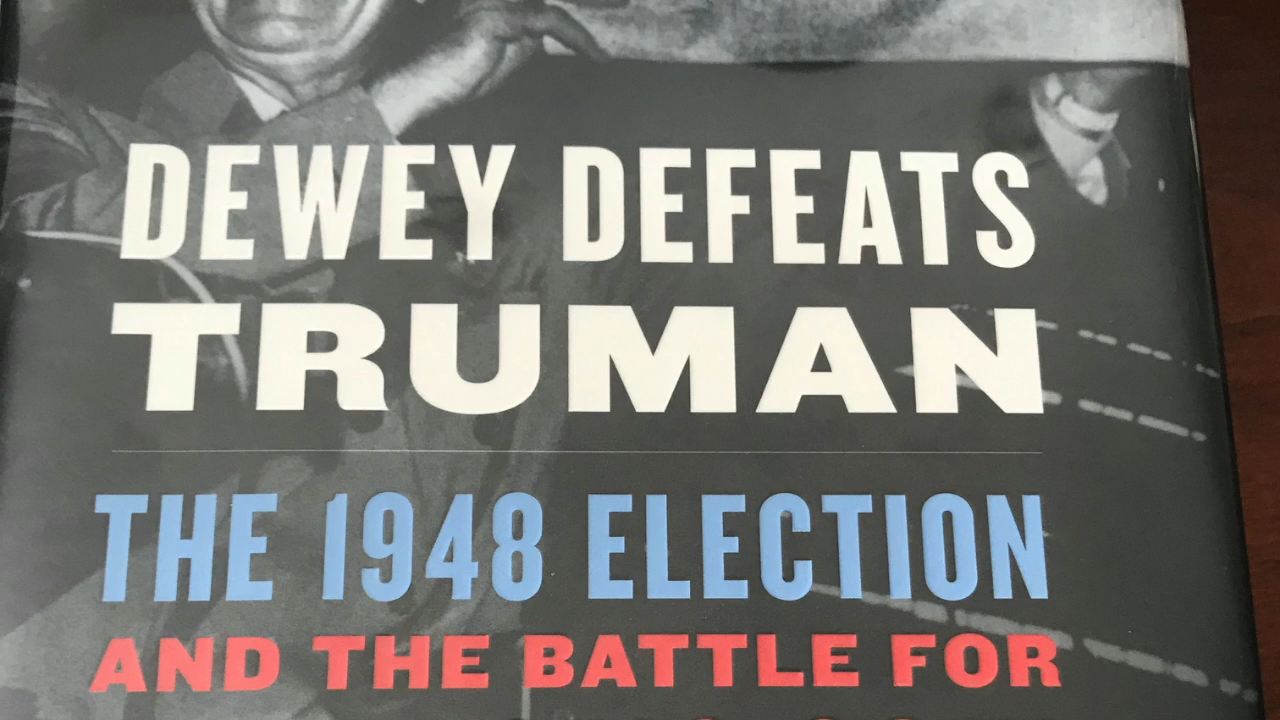 DEWEY DEFEATS
TRUMAN
THE 1948 ELECTION
AND THE BATTLE FOR